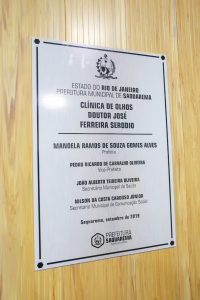 ESTADO DO RIO DE JANEIRO
PREFEITURA MUNICIPAL DE SAQUAREMA
CLÍNICA DE OLHOS
DOUTOR JOSÉ
FERREIRA SERODIO
MANOELA RAMOS DE SOUZA GOMES ALVES
Prefeita
PEDRO RICARDO DE CARVALHO OLIVEIRA
Vice-Prefeito
JOÃO ALBERTO TEIXEIRA OLIVEIRA
Secretário Municipal de Saúde
NILSON DA COSTA CARDOSO JÚNIOR
Secretário Municipal de Comunicação Social
Saquarema, setembro de 2019
PREFEITURA
SAQUAREMA